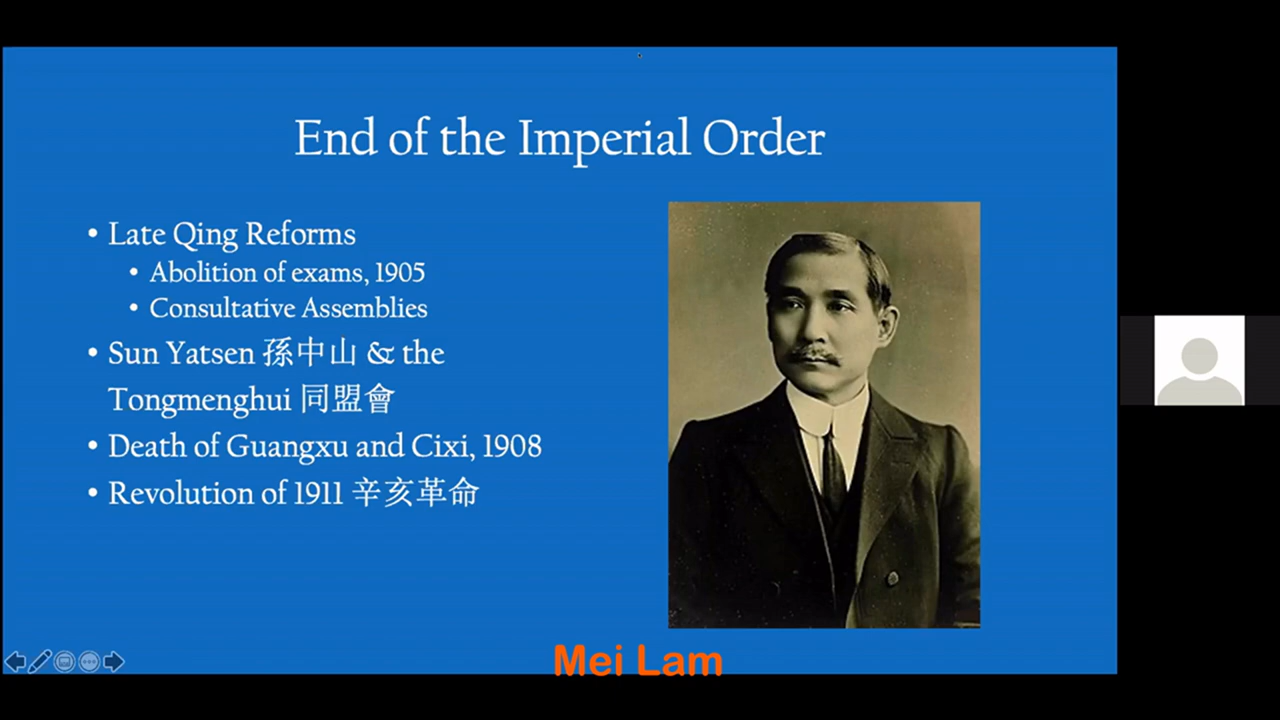 End of the Imperial Order
• Late Qing Reforms
• Abolition of exams, 1905
• Consultative Assemblies
• Sun Yatsen 孫中山 & the
Tongmenghui 同盟會
• Death of Guangxu and Cixi, 1908
• Revolution of 1911 辛亥革命
Mei Lam